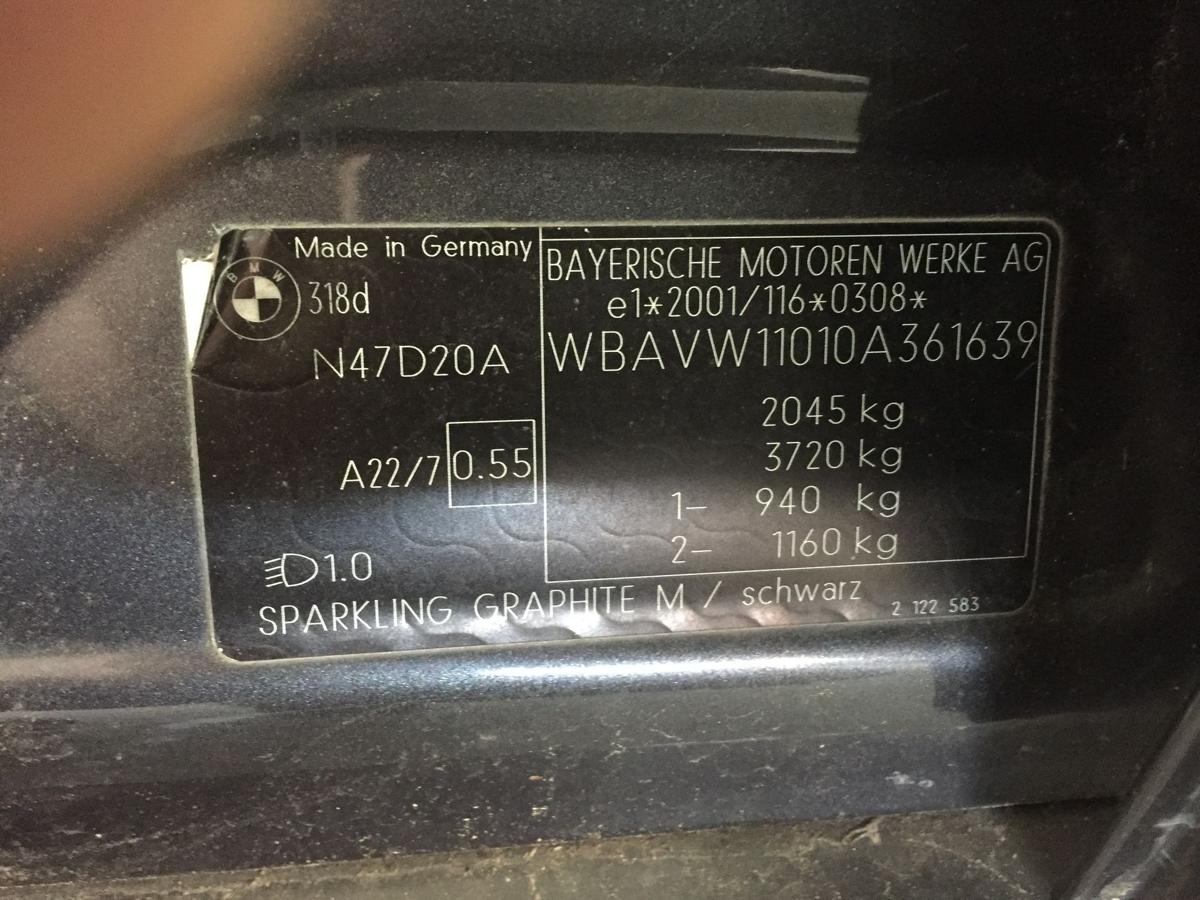 Made in Germany
BMW
318d
N47D20A
A22/7 0.55
1.0
SPARKLING GRAPHITE M / schwarz
BAYERISCHE MOTOREN WERKE AG
e1*2001/116*0308*
WBAVW11010A361639
2045 kg
3720 kg
1– 940 kg
2– 1160 kg
2 122 583